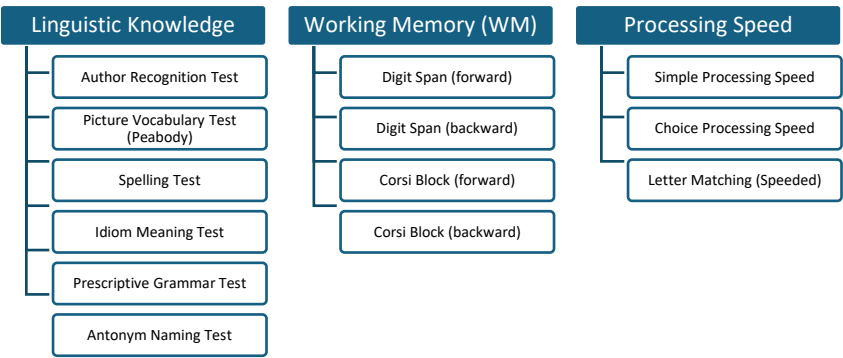 Linguistic Knowledge
Author Recognition Test
Picture Vocabulary Test
(Peabody)
Spelling Test
Idiom Meaning Test
Prescriptive Grammar Test
Antonym Naming Test
Working Memory (WM)
Digit Span (forward)
Digit Span (backward)
Corsi Block (forward)
Corsi Block (backward)
Processing Speed
Simple Processing Speed
Choice Processing Speed
Letter Matching (Speeded)